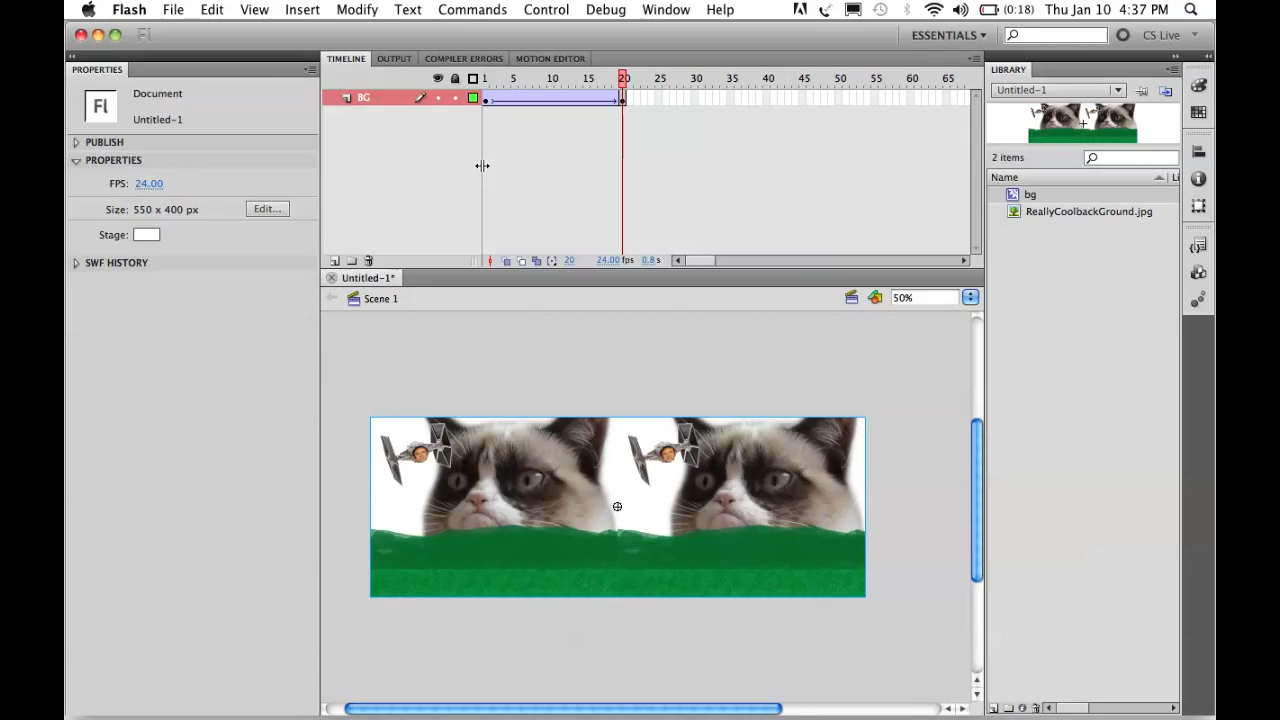 Flash File Edit View Insert Modify Text Commands Control Debug Window Help (0:18) Thu Jan 10 4:37 PM
Fl ESSENTIALS CS Live
PROPERTIES
Fl
Document
Untitled-1
PUBLISH
PROPERTIES
FPS: 24.00
Size: 550 x 400 px Edit...
Stage:
SWF HISTORY
TIMELINE OUTPUT COMPILER ERRORS MOTION EDITOR
1 5 10 15 20 25 30 35 40 45 50 55 60 65
BG
20 24.00 fps 0.8 s
Untitled-1*
Scene 1 50%
LIBRARY
Untitled-1
2 items
Name Li
bg
ReallyCoolbackGround.jpg